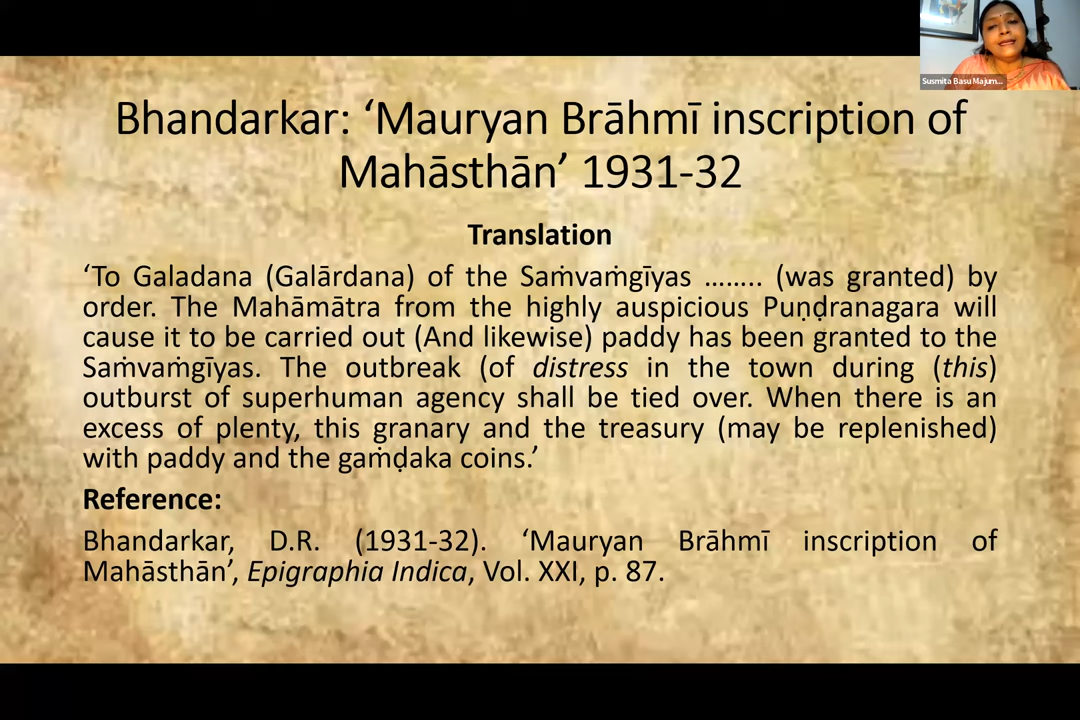 Susmita Basu Majum...
Bhandarkar: ‘Mauryan Brāhmī inscription of
Mahāsthān’ 1931-32
Translation
‘To Galadana (Galārdana) of the Saṁvaṁgīyas …….. (was granted) by
order. The Mahāmātra from the highly auspicious Puṇḍranagara will
cause it to be carried out (And likewise) paddy has been granted to the
Saṁvaṁgīyas. The outbreak (of distress in the town during (this)
outburst of superhuman agency shall be tied over. When there is an
excess of plenty, this granary and the treasury (may be replenished)
with paddy and the gaṁḍaka coins.’
Reference:
Bhandarkar, D.R. (1931-32). ‘Mauryan Brāhmī inscription of
Mahāsthān’, Epigraphia Indica, Vol. XXI, p. 87.